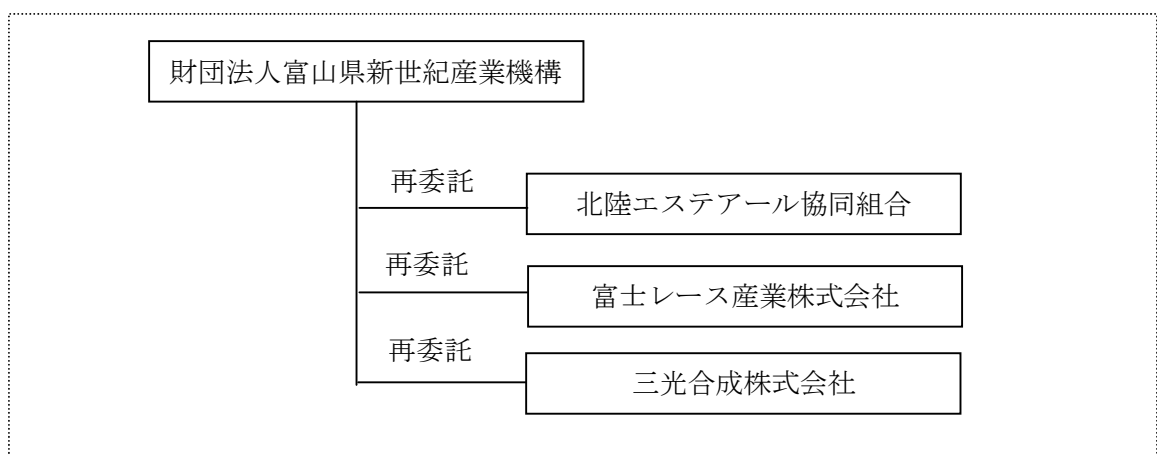 財団法人富山県新世紀産業機構
再委託
北陸エステアール協同組合
再委託
富士レース産業株式会社
再委託
三光合成株式会社